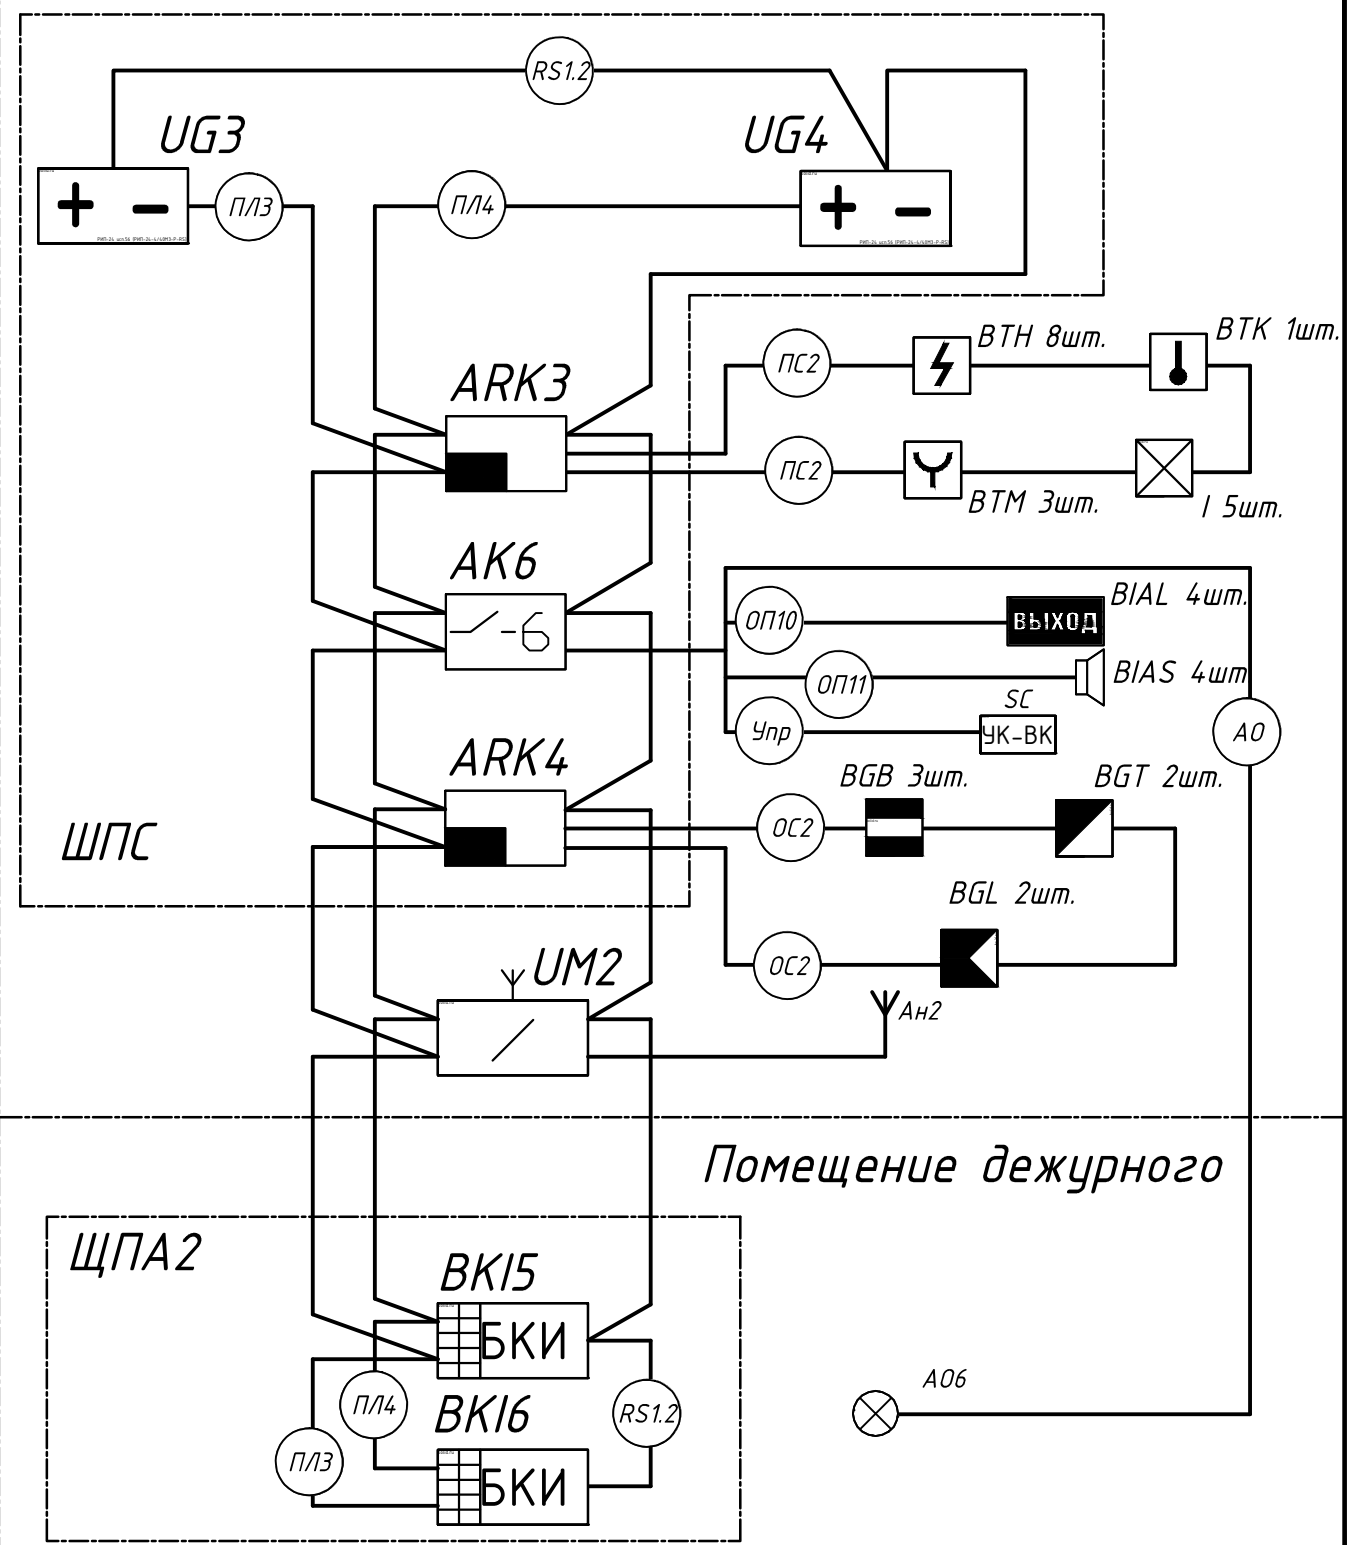 RS1.2
UG3
UG4
ПЛ3
ПЛ4
ARK3
ПС2
BTH 8шт.
BTK 1шт.
ПС2
BTM 3шт.
I 5шт.
AK6
6
ОП10
ВЫХОД
BIAL 4шт.
ОП11
BIAS 4шт
SC
Упр
УК-ВК
АО
ARK4
BGB 3шт.
BGT 2шт.
ОС2
ШПС
BGL 2шт.
ОС2
UM2
Ан2
Помещение дежурного
ЩПА2
BKI5
БКИ
АО6
ПЛ4
BKI6
RS1.2
ПЛ3
БКИ